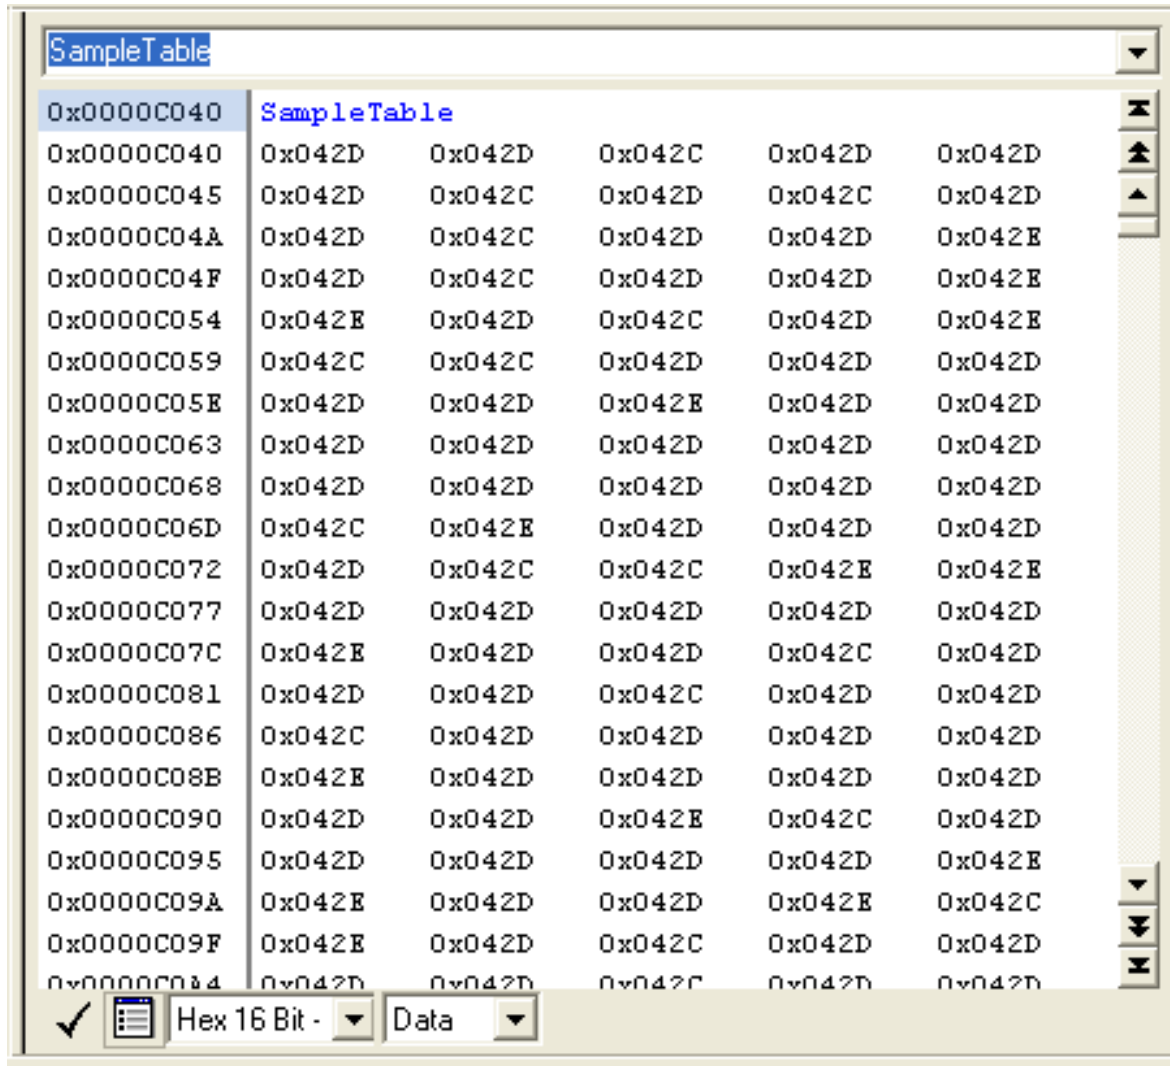 SampleTable
0x0000C040 SampleTable
0x0000C040 0x042D 0x042D 0x042C 0x042D 0x042D
0x0000C045 0x042D 0x042C 0x042D 0x042C 0x042D
0x0000C04A 0x042D 0x042C 0x042D 0x042D 0x042E
0x0000C04F 0x042D 0x042C 0x042D 0x042D 0x042E
0x0000C054 0x042E 0x042D 0x042C 0x042D 0x042E
0x0000C059 0x042C 0x042C 0x042D 0x042D 0x042D
0x0000C05E 0x042D 0x042D 0x042E 0x042D 0x042D
0x0000C063 0x042D 0x042D 0x042D 0x042D 0x042D
0x0000C068 0x042D 0x042D 0x042D 0x042D 0x042D
0x0000C06D 0x042C 0x042E 0x042D 0x042D 0x042D
0x0000C072 0x042D 0x042C 0x042C 0x042E 0x042E
0x0000C077 0x042D 0x042D 0x042D 0x042D 0x042D
0x0000C07C 0x042E 0x042D 0x042D 0x042C 0x042D
0x0000C081 0x042D 0x042D 0x042C 0x042D 0x042D
0x0000C086 0x042C 0x042D 0x042D 0x042D 0x042D
0x0000C08B 0x042E 0x042D 0x042D 0x042D 0x042D
0x0000C090 0x042D 0x042D 0x042E 0x042C 0x042D
0x0000C095 0x042D 0x042D 0x042D 0x042D 0x042E
0x0000C09A 0x042E 0x042D 0x042D 0x042E 0x042C
0x0000C09F 0x042E 0x042D 0x042C 0x042D 0x042D
0x0000C0A4 0x042D 0x042D 0x042C 0x042D 0x042D
Hex 16 Bit - Data